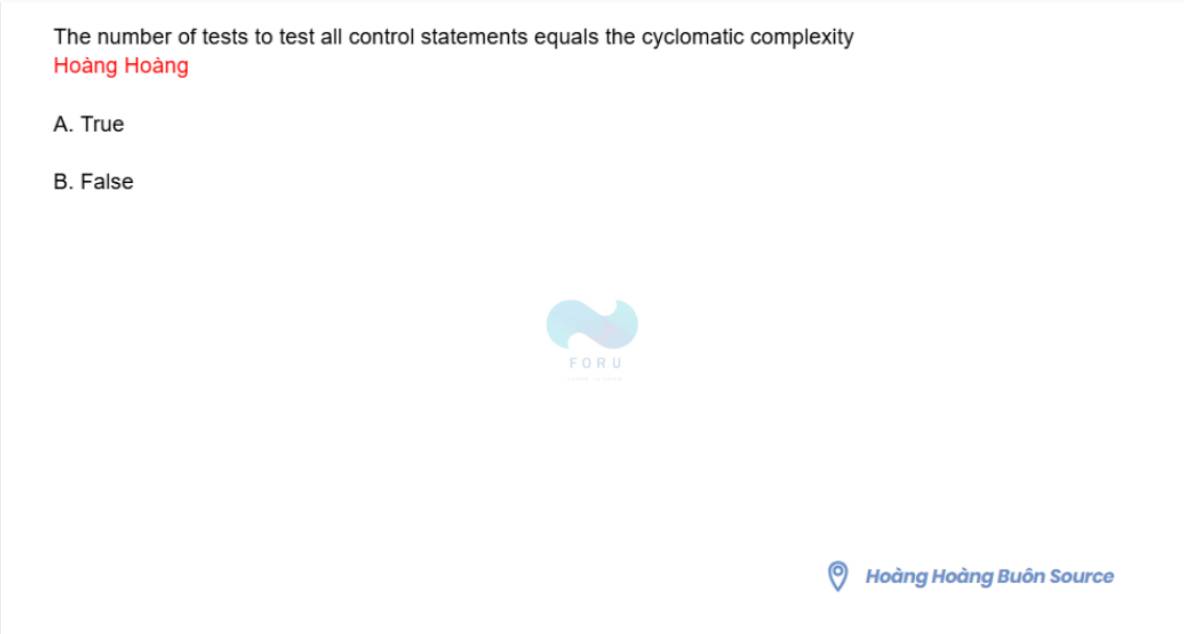 The number of tests to test all control statements equals the cyclomatic complexity
Hoàng Hoàng
A. True
B. False
FORU
Hoàng Hoàng Buôn Source